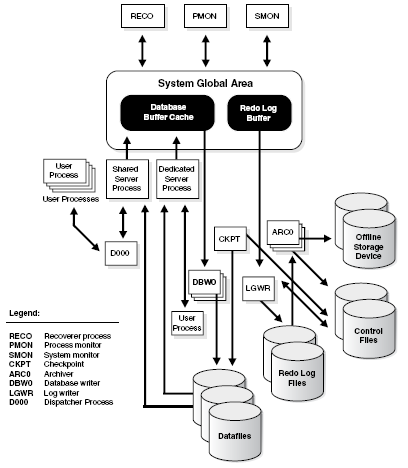 RECO
PMON
SMON
System Global Area
Database
Buffer Cache
Redo Log
Buffer
User
Process
User Processes
Shared
Server
Process
Dedicated
Server
Process
D000
CKPT
ARC0
Offline
Storage
Device
DBW0
LGWR
User
Process
Control
Files
Redo Log
Files
Datafiles
Legend:
RECO Recoverer process
PMON Process monitor
SMON System monitor
CKPT Checkpoint
ARC0 Archiver
DBW0 Database writer
LGWR Log writer
D000 Dispatcher Process